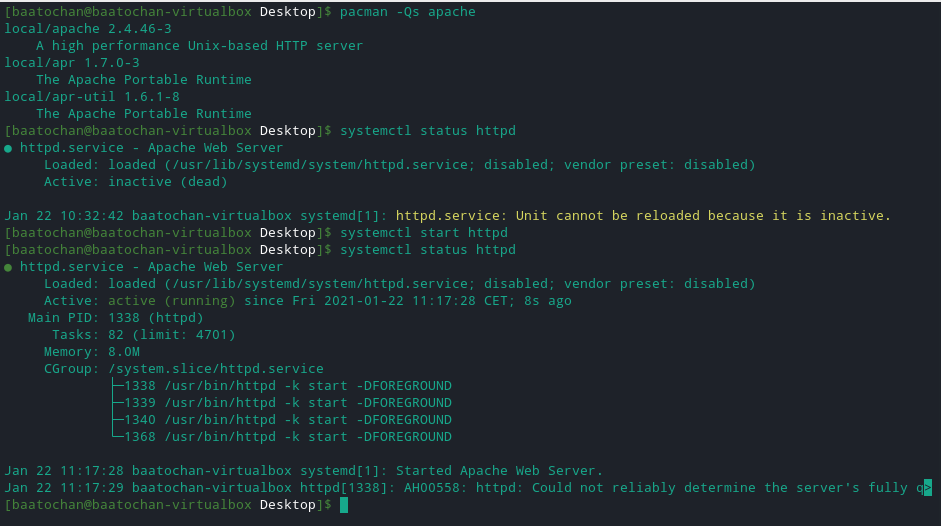 [baatochan@baatochan-virtualbox Desktop]$ pacman -Qs apache
local/apache 2.4.46-3
    A high performance Unix-based HTTP server
local/apr 1.7.0-3
    The Apache Portable Runtime
local/apr-util 1.6.1-8
    The Apache Portable Runtime
[baatochan@baatochan-virtualbox Desktop]$ systemctl status httpd
● httpd.service - Apache Web Server
     Loaded: loaded (/usr/lib/systemd/system/httpd.service; disabled; vendor preset: disabled)
     Active: inactive (dead)

Jan 22 10:32:42 baatochan-virtualbox systemd[1]: httpd.service: Unit cannot be reloaded because it is inactive.
[baatochan@baatochan-virtualbox Desktop]$ systemctl start httpd
[baatochan@baatochan-virtualbox Desktop]$ systemctl status httpd
● httpd.service - Apache Web Server
     Loaded: loaded (/usr/lib/systemd/system/httpd.service; disabled; vendor preset: disabled)
     Active: active (running) since Fri 2021-01-22 11:17:28 CET; 8s ago
   Main PID: 1338 (httpd)
      Tasks: 82 (limit: 4701)
     Memory: 8.0M
     CGroup: /system.slice/httpd.service
             ├─1338 /usr/bin/httpd -k start -DFOREGROUND
             ├─1339 /usr/bin/httpd -k start -DFOREGROUND
             ├─1340 /usr/bin/httpd -k start -DFOREGROUND
             └─1368 /usr/bin/httpd -k start -DFOREGROUND

Jan 22 11:17:28 baatochan-virtualbox systemd[1]: Started Apache Web Server.
Jan 22 11:17:29 baatochan-virtualbox httpd[1338]: AH00558: httpd: Could not reliably determine the server's fully q>
[baatochan@baatochan-virtualbox Desktop]$